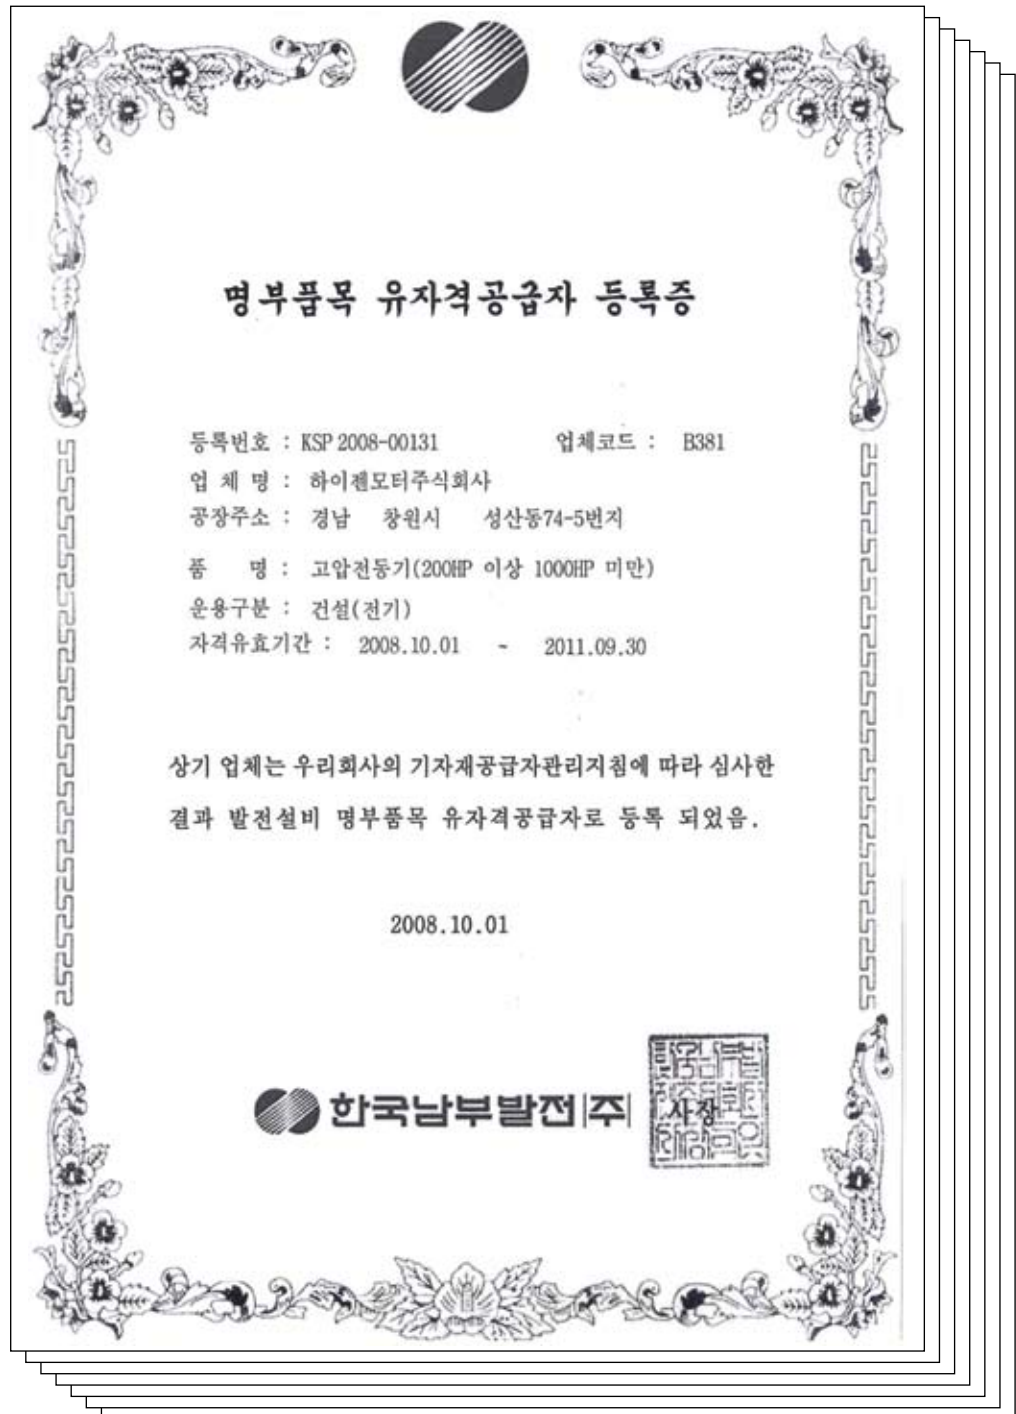 명부품목 유자격공급자 등록증
등록번호 : KSP 2008-00131 업체코드 : B381
업 체 명 : 하이젠모터주식회사
공장주소 : 경남 창원시 성산동74-5번지
품 명 : 고압전동기(200HP 이상 1000HP 미만)
운용구분 : 건설(전기)
자격유효기간 : 2008.10.01 ~ 2011.09.30
상기 업체는 우리회사의 기자재공급자관리지침에 따라 심사한
결과 발전설비 명부품목 유자격공급자로 등록 되었음.
2008.10.01
한국남부발전|주|
사장